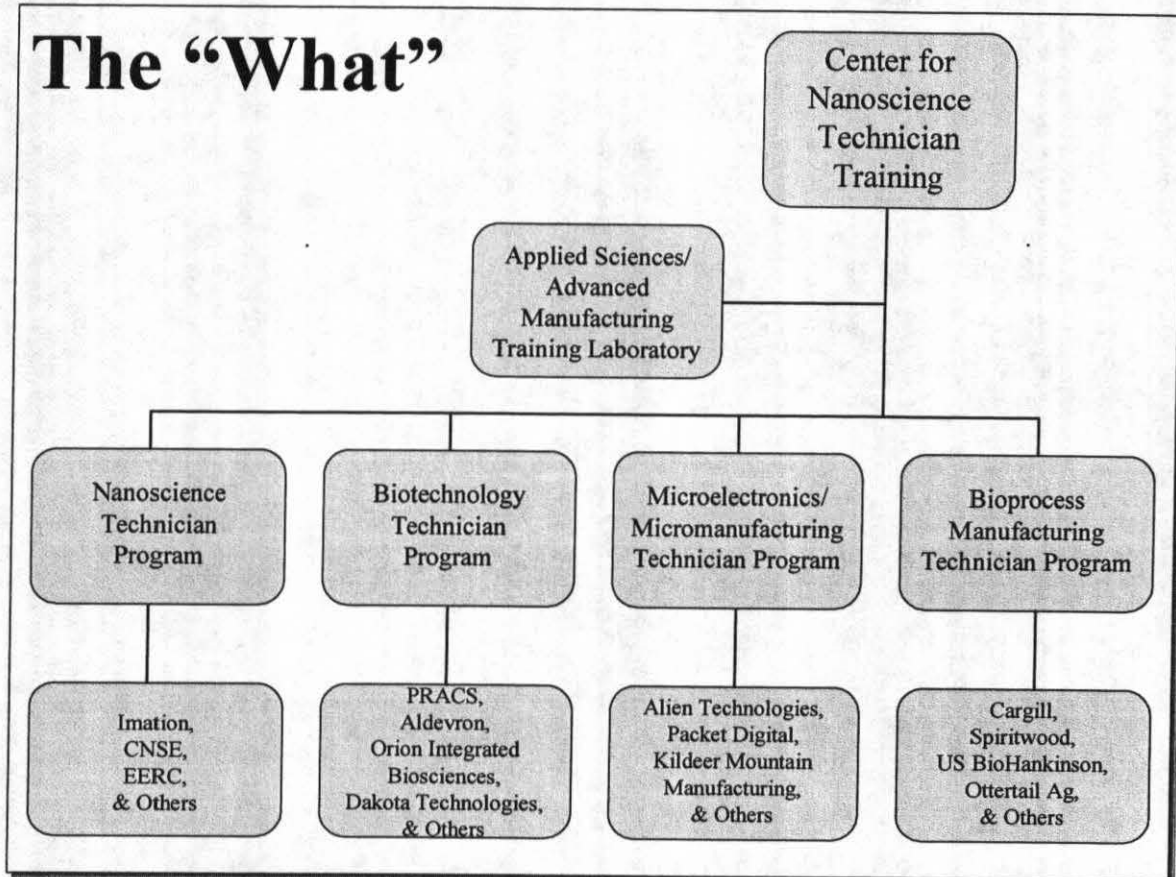 The “What”
Center for
Nanoscience
Technician
Training
Applied Sciences/
Advanced
Manufacturing
Training Laboratory
Nanoscience
Technician
Program
Biotechnology
Technician
Program
Microelectronics/
Micromanufacturing
Technician Program
Bioprocess
Manufacturing
Technician Program
Imation,
CNSE,
EERC,
& Others
PRACS,
Aldevron,
Orion Integrated
Biosciences,
Dakota Technologies,
& Others
Alien Technologies,
Packet Digital,
Kildeer Mountain
Manufacturing,
& Others
Cargill,
Spiritwood,
US BioHankinson,
Ottertail Ag,
& Others